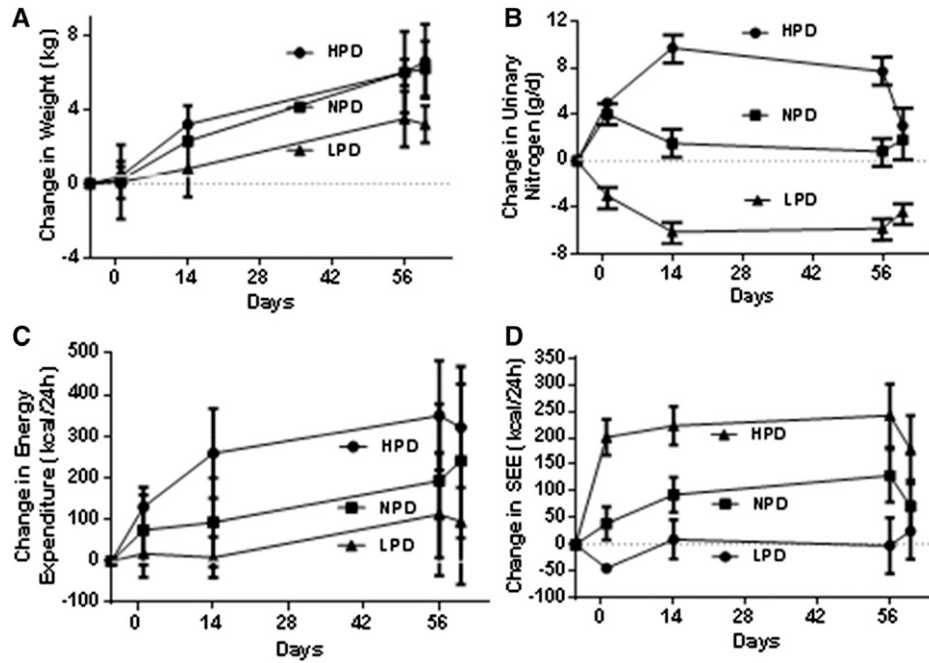 A
Change in Weight (kg)
8
4
0
-4
HPD
NPD
LPD
0 14 28 42 56
Days
B
Change in Urinary
Nitrogen (g/d)
12
8
4
0
-4
-8
HPD
NPD
LPD
0 14 28 42 56
Days
C
Change in Energy
Expenditure (kcal/24h)
500
400
300
200
100
0
-100
HPD
NPD
LPD
0 14 28 42 56
Days
D
Change in SEE (kcal/24h)
350
300
250
200
150
100
50
0
-50
-100
HPD
NPD
LPD
0 14 28 42 56
Days